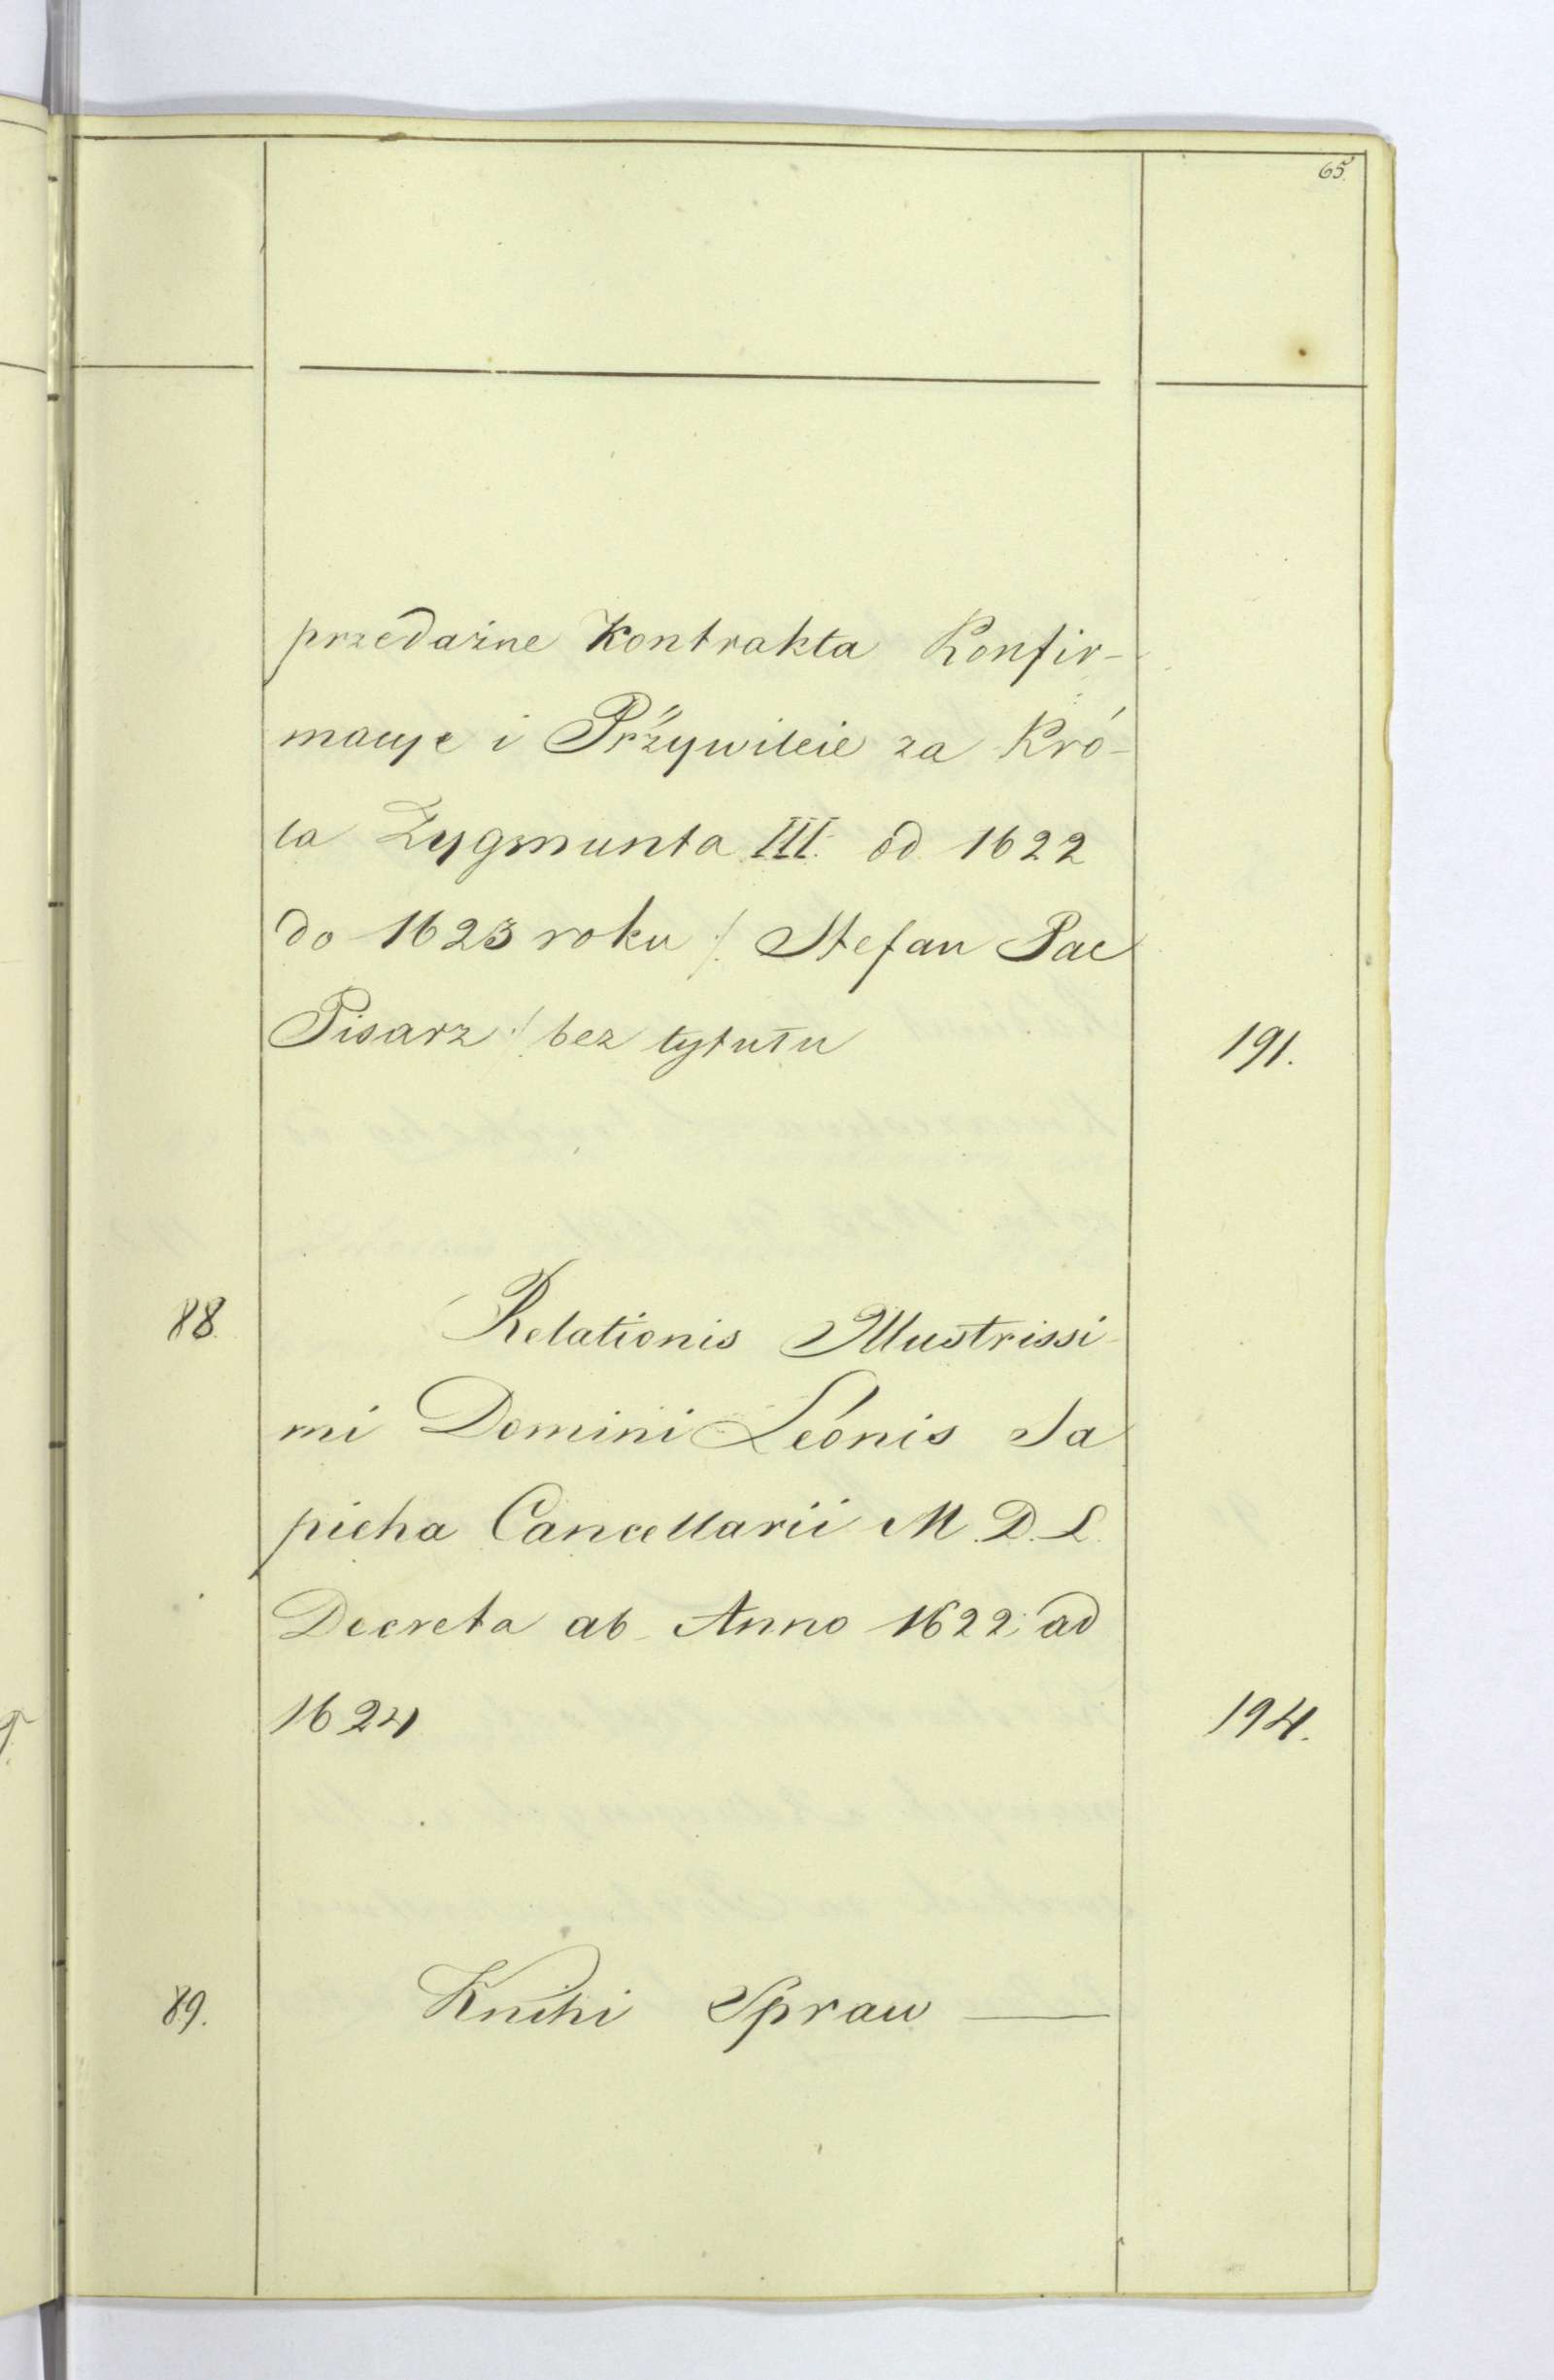 65.
przedażne Kontrakta Konfir-
macye i Przywileie za Kró-
la Zygmunta III. od 1622
do 1623 roku /: Stefan Pac
Pisarz :/ bez tytułu 191.
88. Relationis Illustrissi-
mi Domini Leonis Sa
pieha Cancellarii M. D. L.
Decreta ab Anno 1622 ad
1624 194.
89. Knihi Spraw —